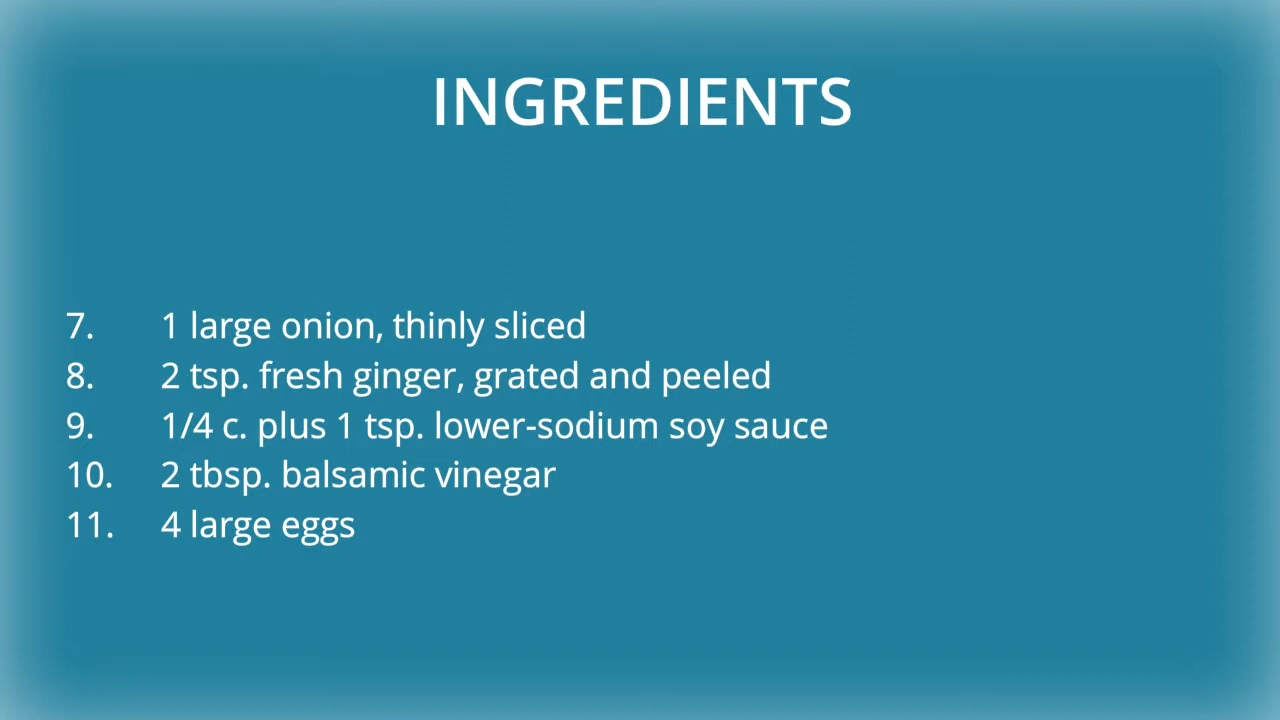 INGREDIENTS
7. 1 large onion, thinly sliced
8. 2 tsp. fresh ginger, grated and peeled
9. 1/4 c. plus 1 tsp. lower-sodium soy sauce
10. 2 tbsp. balsamic vinegar
11. 4 large eggs